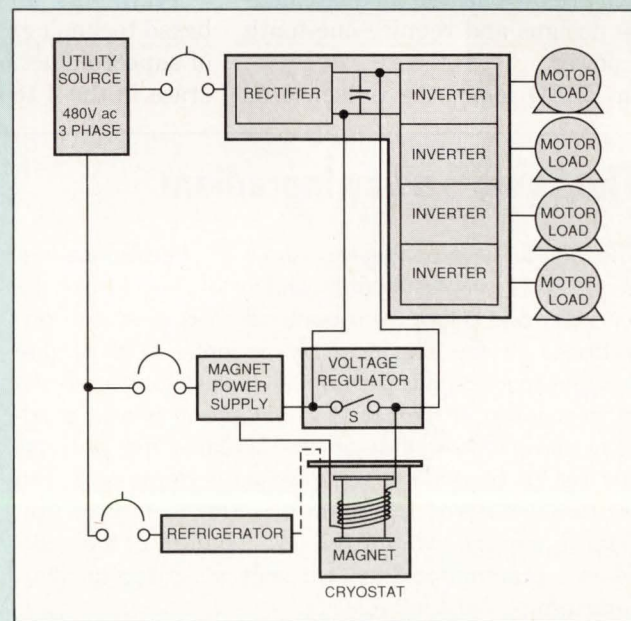 UTILITY
SOURCE
480V ac
3 PHASE
RECTIFIER
INVERTER
INVERTER
INVERTER
INVERTER
MOTOR
LOAD
MOTOR
LOAD
MOTOR
LOAD
MOTOR
LOAD
MAGNET
POWER
SUPPLY
VOLTAGE
REGULATOR
S
REFRIGERATOR
MAGNET
CRYOSTAT